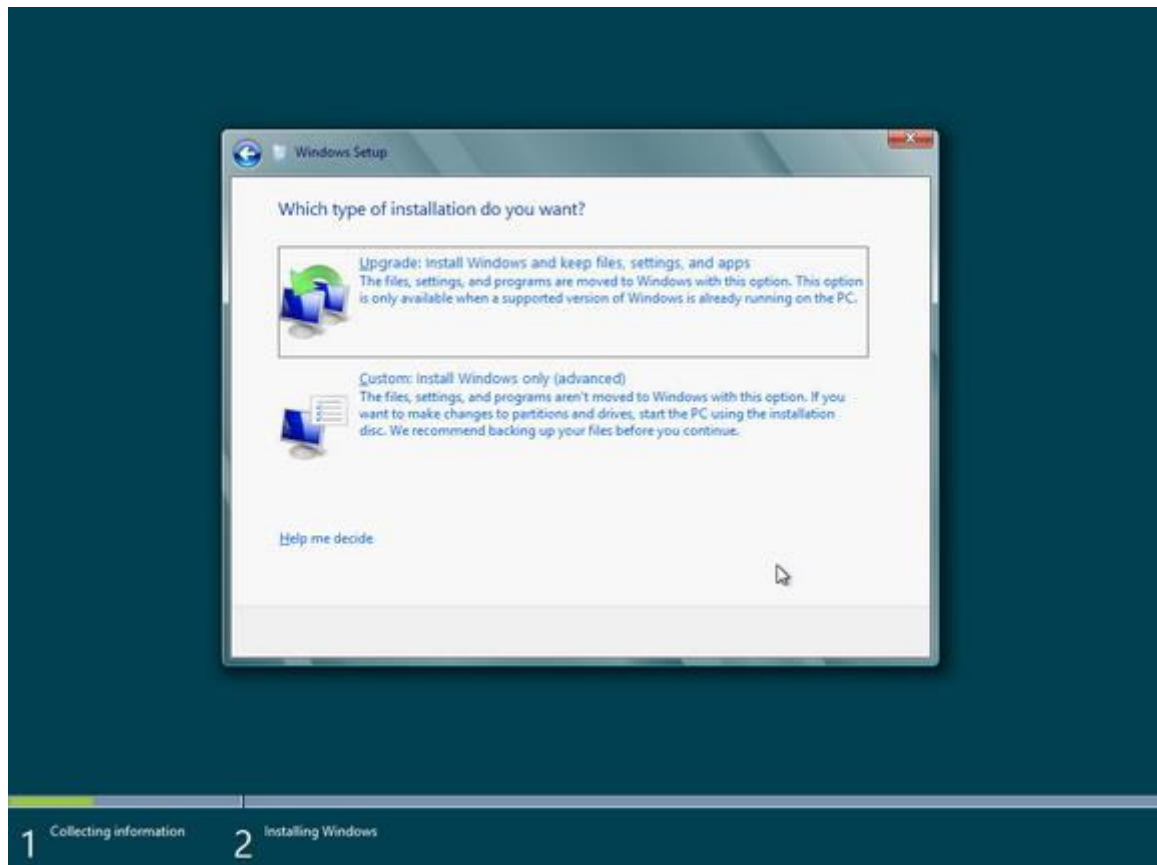 Windows Setup
Which type of installation do you want?
Upgrade: Install Windows and keep files, settings, and apps
The files, settings, and programs are moved to Windows with this option. This option
is only available when a supported version of Windows is already running on the PC.
Custom: Install Windows only (advanced)
The files, settings, and programs aren't moved to Windows with this option. If you
want to make changes to partitions and drives, start the PC using the installation
disc. We recommend backing up your files before you continue.
Help me decide
1 Collecting information 2 Installing Windows